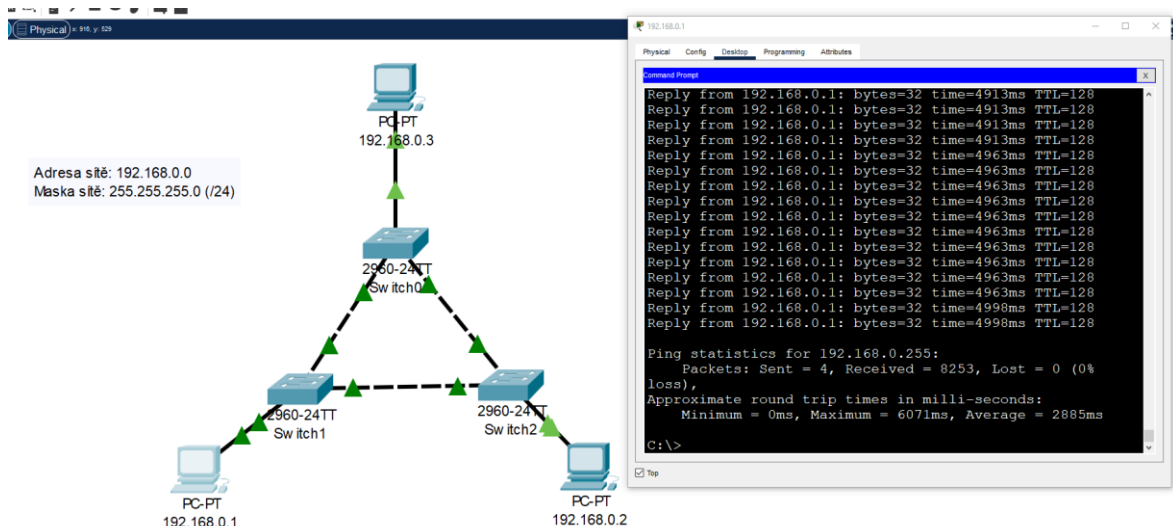 Physical x: 916, y: 529
PC-PT
192.168.0.3
Adresa sítě: 192.168.0.0
Maska sítě: 255.255.255.0 (/24)
2960-24TT
Switch0
2960-24TT
Switch1
2960-24TT
Switch2
PC-PT
192.168.0.1
PC-PT
192.168.0.2
192.168.0.1
Physical Config Desktop Programming Attributes
Command Prompt X
Reply from 192.168.0.1: bytes=32 time=4913ms TTL=128
Reply from 192.168.0.1: bytes=32 time=4913ms TTL=128
Reply from 192.168.0.1: bytes=32 time=4913ms TTL=128
Reply from 192.168.0.1: bytes=32 time=4913ms TTL=128
Reply from 192.168.0.1: bytes=32 time=4963ms TTL=128
Reply from 192.168.0.1: bytes=32 time=4963ms TTL=128
Reply from 192.168.0.1: bytes=32 time=4963ms TTL=128
Reply from 192.168.0.1: bytes=32 time=4963ms TTL=128
Reply from 192.168.0.1: bytes=32 time=4963ms TTL=128
Reply from 192.168.0.1: bytes=32 time=4963ms TTL=128
Reply from 192.168.0.1: bytes=32 time=4963ms TTL=128
Reply from 192.168.0.1: bytes=32 time=4963ms TTL=128
Reply from 192.168.0.1: bytes=32 time=4963ms TTL=128
Reply from 192.168.0.1: bytes=32 time=4963ms TTL=128
Reply from 192.168.0.1: bytes=32 time=4998ms TTL=128
Reply from 192.168.0.1: bytes=32 time=4998ms TTL=128
Ping statistics for 192.168.0.255:
Packets: Sent = 4, Received = 8253, Lost = 0 (0%
loss),
Approximate round trip times in milli-seconds:
Minimum = 0ms, Maximum = 6071ms, Average = 2885ms
C:\>
Top